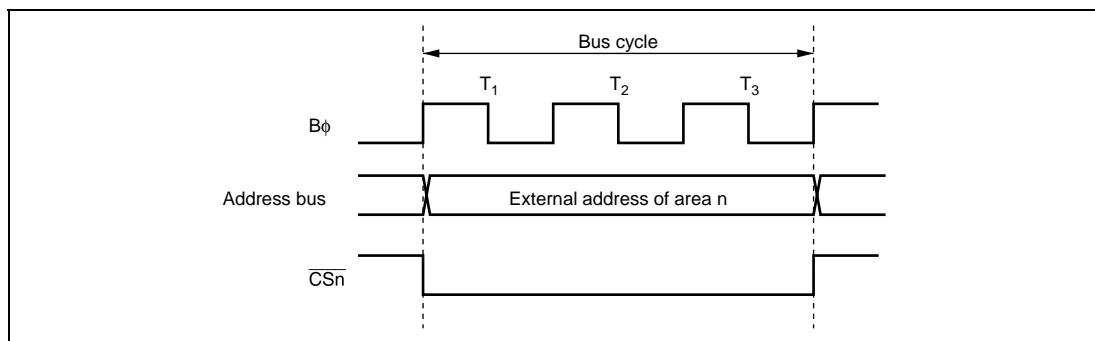 Bus cycle
T1 T2 T3
Bϕ
Address bus External address of area n
CSn